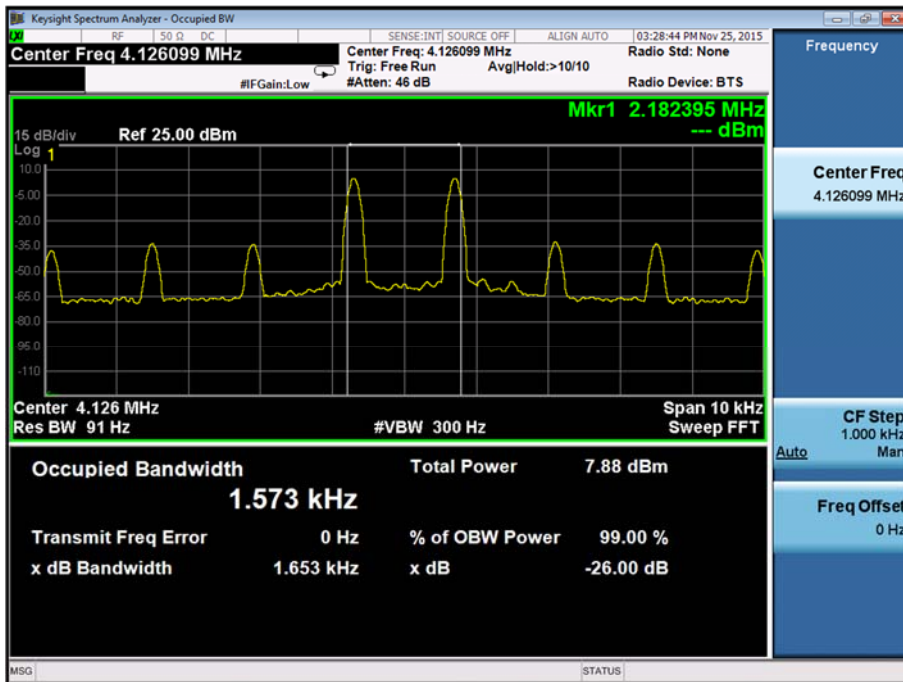 Keysight Spectrum Analyzer - Occupied BW
LXI RF 50 Ω DC SENSE:INT SOURCE OFF ALIGN AUTO 03:28:44 PM Nov 25, 2015
Center Freq 4.126099 MHz
Center Freq: 4.126099 MHz
Radio Std: None
Trig: Free Run
Avg|Hold:>10/10
#IFGain:Low
#Atten: 46 dB
Radio Device: BTS
Mkr1 2.182395 MHz
--- dBm
15 dB/div
Ref 25.00 dBm
Log
1
10.0
-5.00
-20.0
-35.0
-50.0
-65.0
-80.0
-95.0
-110
Center 4.126 MHz
Span 10 kHz
Res BW 91 Hz
#VBW 300 Hz
Sweep FFT
Occupied Bandwidth
1.573 kHz
Total Power 7.88 dBm
Transmit Freq Error 0 Hz
% of OBW Power 99.00 %
x dB Bandwidth 1.653 kHz
x dB -26.00 dB
Frequency
Center Freq
4.126099 MHz
CF Step
1.000 kHz
Auto Man
Freq Offset
0 Hz
MSG
STATUS